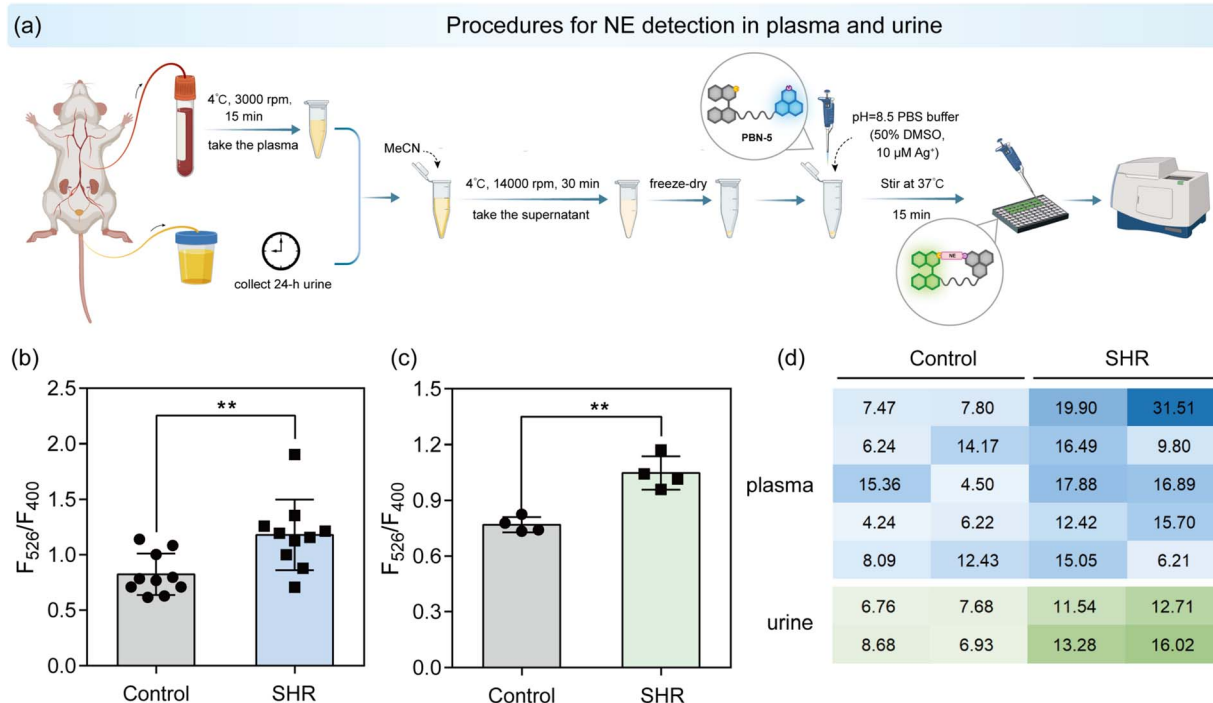 (a) Procedures for NE detection in plasma and urine
4°C, 3000 rpm,
15 min
take the plasma
collect 24-h urine
MeCN
4°C, 14000 rpm, 30 min
take the supernatant
freeze-dry
PBN-5
pH=8.5 PBS buffer
(50% DMSO,
10 μM Ag⁺)
Stir at 37°C
15 min
NE
(b)
F₅₂₆/F₄₀₀
2.5
2.0
1.5
1.0
0.5
0.0
**
Control SHR
(c)
F₅₂₆/F₄₀₀
1.5
1.2
0.9
0.6
0.3
0.0
**
Control SHR
(d)
Control SHR
plasma
7.47 7.80 19.90 31.51
6.24 14.17 16.49 9.80
15.36 4.50 17.88 16.89
4.24 6.22 12.42 15.70
8.09 12.43 15.05 6.21
urine
6.76 7.68 11.54 12.71
8.68 6.93 13.28 16.02